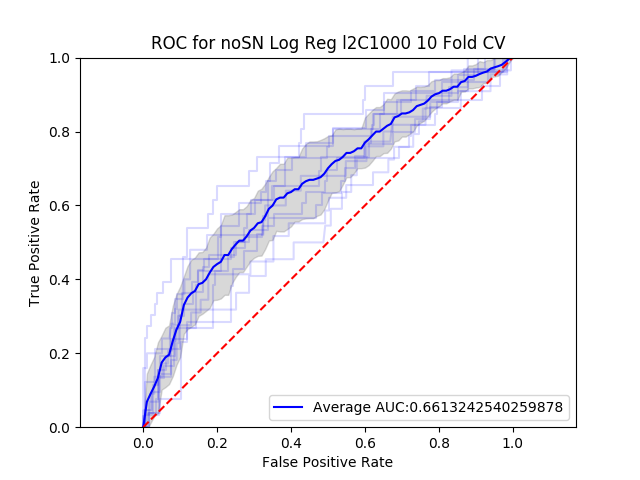 ROC for noSN Log Reg l2C1000 10 Fold CV
True Positive Rate
1.0
0.8
0.6
0.4
0.2
0.0
Average AUC:0.6613242540259878
0.0 0.2 0.4 0.6 0.8 1.0
False Positive Rate